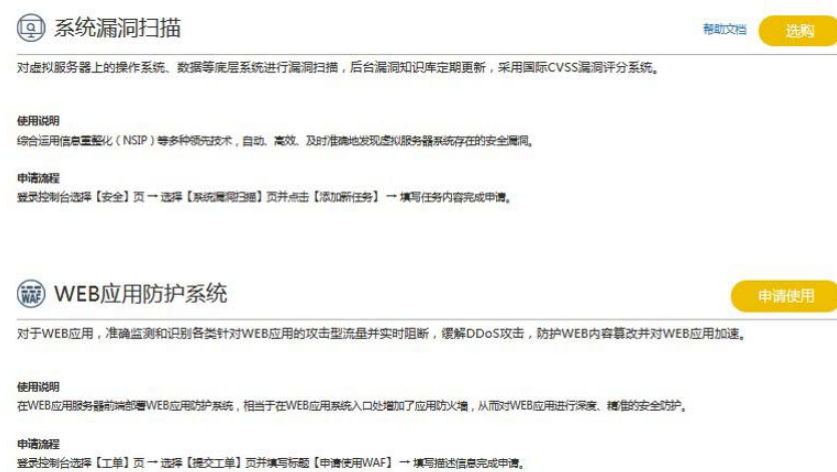 系统漏洞扫描
帮助文档
选购
对虚拟服务器上的操作系统、数据等底层系统进行漏洞扫描，后台漏洞知识库定期更新，采用国际CVSS漏洞评分系统。
使用说明
综合运用信息重整化（NSIP）等多种领先技术，自动、高效、及时准确地发现虚拟服务器系统存在的安全漏洞。
申请流程
登录控制台选择【安全】页 → 选择【系统漏洞扫描】页并点击【添加新任务】 → 填写任务内容完成申请。
WAF
WEB应用防护系统
申请使用
对于WEB应用，准确监测和识别各类针对WEB应用的攻击型流量并实时阻断，缓解DDoS攻击，防护WEB内容篡改并对WEB应用加速。
使用说明
在WEB应用服务器前端部署WEB应用防护系统，相当于在WEB应用系统入口处增加了应用防火墙，从而对WEB应用进行深度、精准的安全防护。
申请流程
登录控制台选择【工单】页 → 选择【提交工单】页并填写标题【申请使用WAF】 → 填写描述信息完成申请。